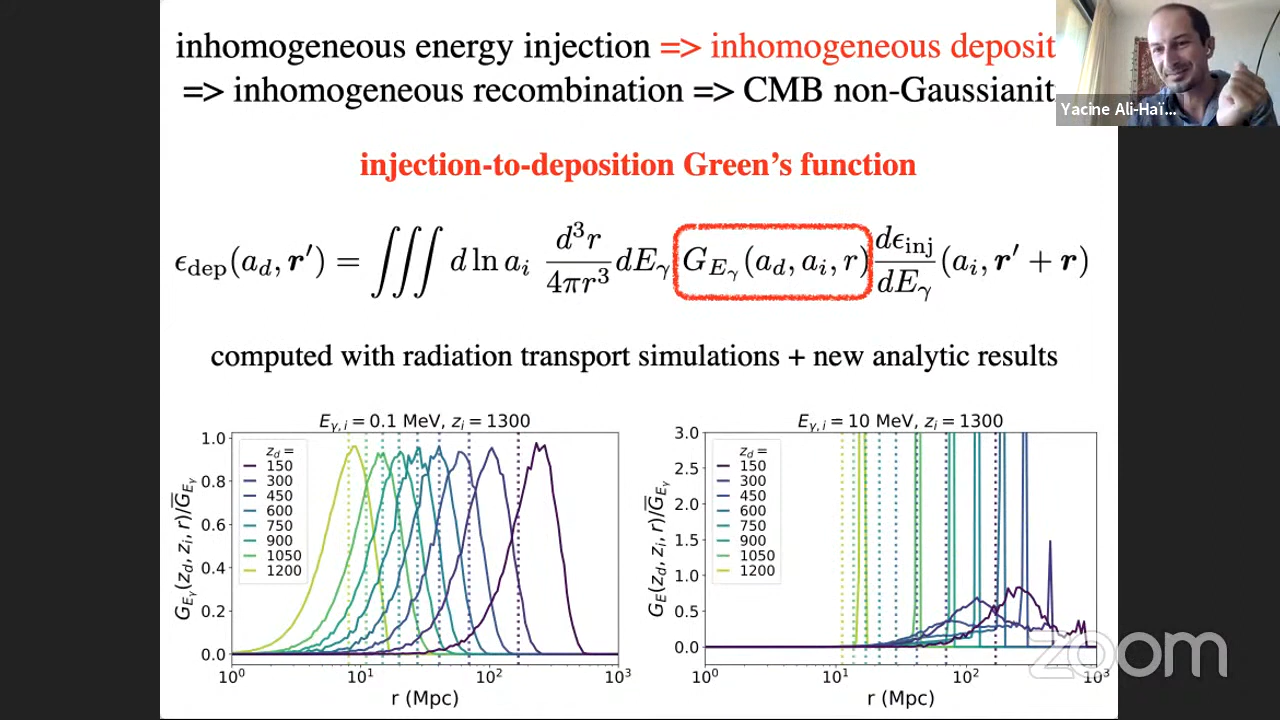 inhomogeneous energy injection => inhomogeneous deposit
=> inhomogeneous recombination => CMB non-Gaussianit
Yacine Ali-Haï...
injection-to-deposition Green's function
ϵ_dep(a_d, r′) = ∭ d ln a_i d³r/4πr³ dE_γ G_{E_γ}(a_d, a_i, r) dϵ_inj/dE_γ (a_i, r′ + r)
computed with radiation transport simulations + new analytic results
E_{γ, i} = 0.1 MeV, z_i = 1300
G_{E_γ}(z_d, z_i, r)/G̅_{E_γ}
1.0
0.8
0.6
0.4
0.2
0.0
z_d =
150
300
450
600
750
900
1050
1200
10⁰ 10¹ 10² 10³
r (Mpc)
E_{γ, i} = 10 MeV, z_i = 1300
G_E(z_d, z_i, r)/G̅_{E_γ}
3.0
2.5
2.0
1.5
1.0
0.5
0.0
z_d =
150
300
450
600
750
900
1050
1200
10⁰ 10¹ 10² 10³
r (Mpc)
zoom